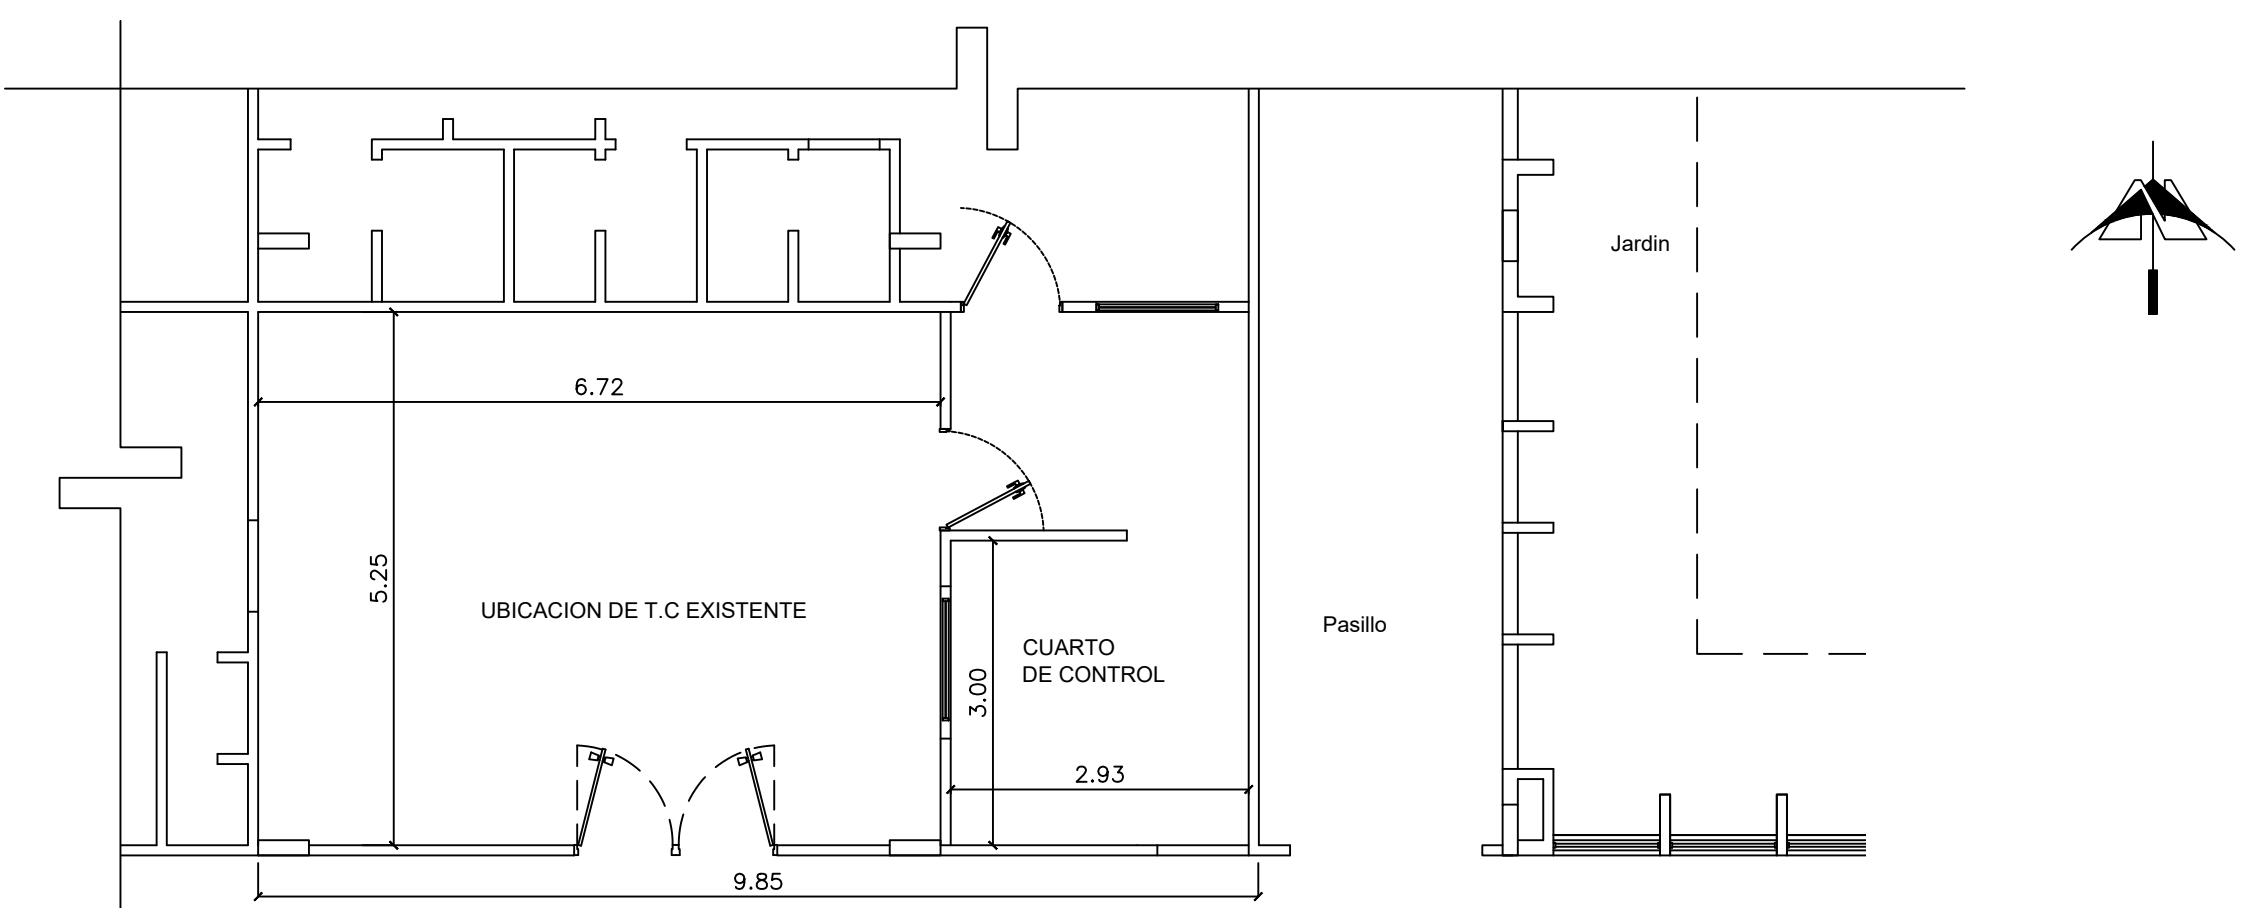 Jardin
N
6.72
5.25
UBICACION DE T.C EXISTENTE
Pasillo
CUARTO
DE CONTROL
3.00
2.93
9.85